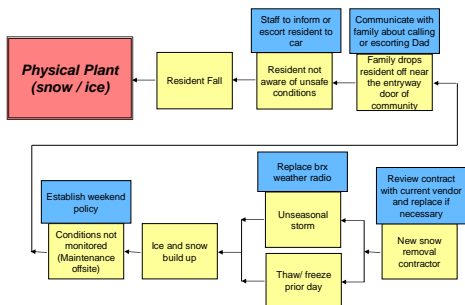 Staff to inform or
escort resident to
car
Communicate with
family about calling
or escorting Dad
Physical Plant
(snow / ice)
Resident Fall
Resident not
aware of unsafe
conditions
Family drops
resident off near
the entryway
door of
community
Establish weekend
policy
Conditions not
monitored
(Maintenance
offsite)
Ice and snow
build up
Replace brx
weather radio
Unseasonal
storm
Thaw/ freeze
prior day
Review contract
with current vendor
and replace if
necessary
New snow
removal
contractor